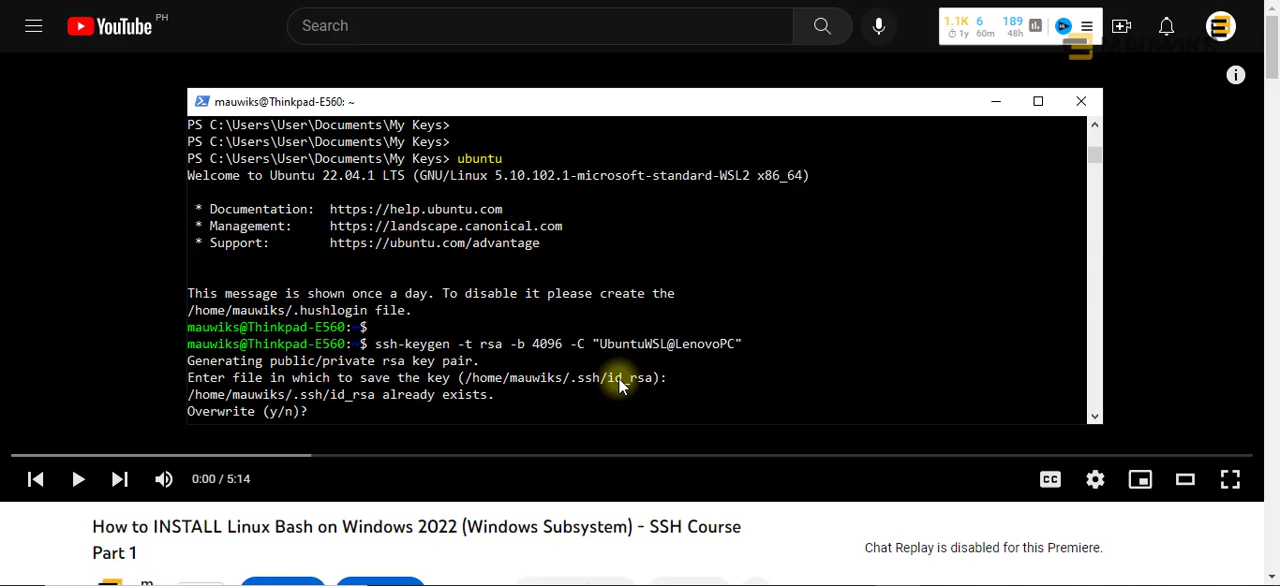 YouTube PH
Search
1.1K 6 189
1y 60m 48h
MAUWIKS
mauwiks@Thinkpad-E560: ~
PS C:\Users\User\Documents\My Keys>
PS C:\Users\User\Documents\My Keys>
PS C:\Users\User\Documents\My Keys> ubuntu
Welcome to Ubuntu 22.04.1 LTS (GNU/Linux 5.10.102.1-microsoft-standard-WSL2 x86_64)
* Documentation: https://help.ubuntu.com
* Management: https://landscape.canonical.com
* Support: https://ubuntu.com/advantage
This message is shown once a day. To disable it please create the
/home/mauwiks/.hushlogin file.
mauwiks@Thinkpad-E560:~$
mauwiks@Thinkpad-E560:~$ ssh-keygen -t rsa -b 4096 -C "UbuntuWSL@LenovoPC"
Generating public/private rsa key pair.
Enter file in which to save the key (/home/mauwiks/.ssh/id_rsa):
/home/mauwiks/.ssh/id_rsa already exists.
Overwrite (y/n)?
0:00 / 5:14
CC
How to INSTALL Linux Bash on Windows 2022 (Windows Subsystem) - SSH Course
Part 1
Chat Replay is disabled for this Premiere.